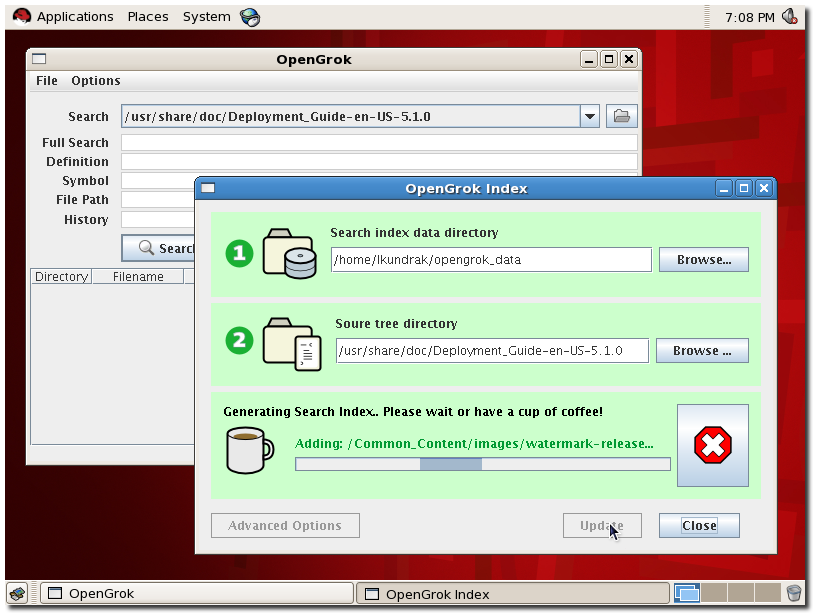 Applications Places System 7:08 PM
OpenGrok
File Options
Search /usr/share/doc/Deployment_Guide-en-US-5.1.0
Full Search
Definition
Symbol
File Path
History
Search
Directory Filename
OpenGrok Index
1 Search index data directory
/home/lkundrak/opengrok_data Browse...
2 Soure tree directory
/usr/share/doc/Deployment_Guide-en-US-5.1.0 Browse ...
Generating Search Index.. Please wait or have a cup of coffee!
Adding: /Common_Content/images/watermark-release...
Advanced Options Update Close
OpenGrok OpenGrok Index